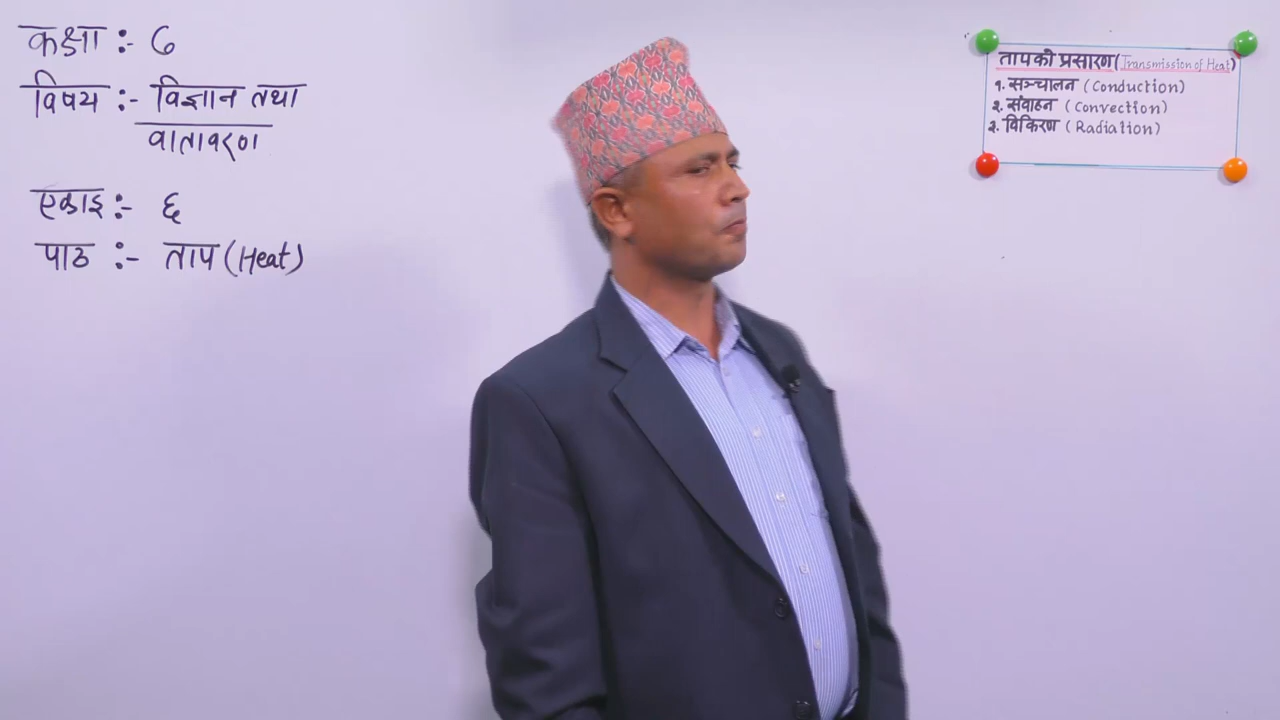 कक्षा :- ७
विषय :- विज्ञान तथा
वातावरण
एकाइ :- ६
पाठ :- ताप (Heat)
तापको प्रसारण (Transmission of Heat)
१. सञ्चालन (Conduction)
२. संवाहन (Convection)
३. विकिरण (Radiation)